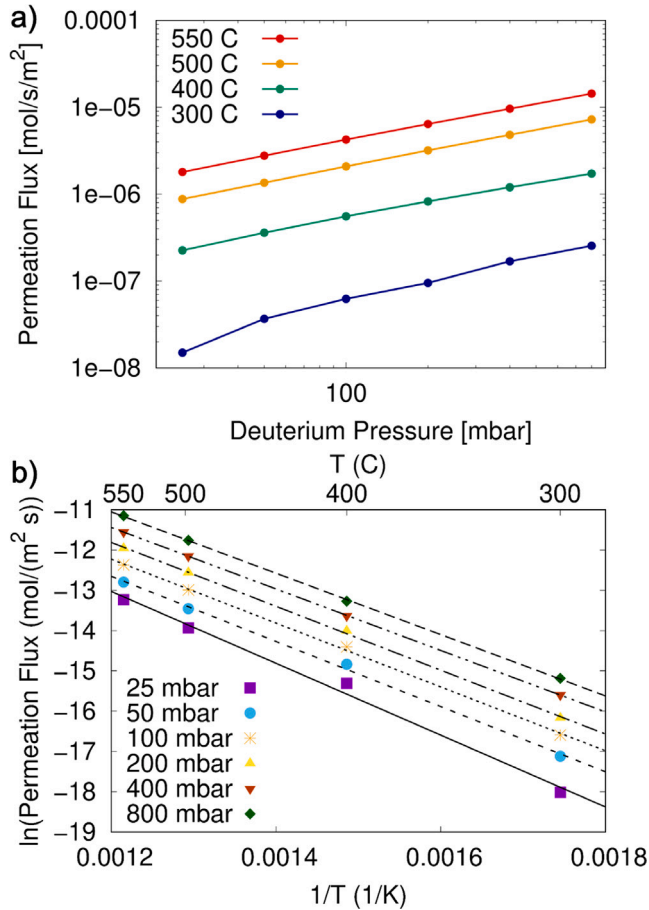 a)
0.0001
1e-05
1e-06
1e-07
1e-08
Permeation Flux [mol/s/m²]
550 C
500 C
400 C
300 C
100
Deuterium Pressure [mbar]
b)
T (C)
550 500 400 300
-11
-12
-13
-14
-15
-16
-17
-18
-19
ln(Permeation Flux (mol/(m² s))
25 mbar
50 mbar
100 mbar
200 mbar
400 mbar
800 mbar
0.0012 0.0014 0.0016 0.0018
1/T (1/K)